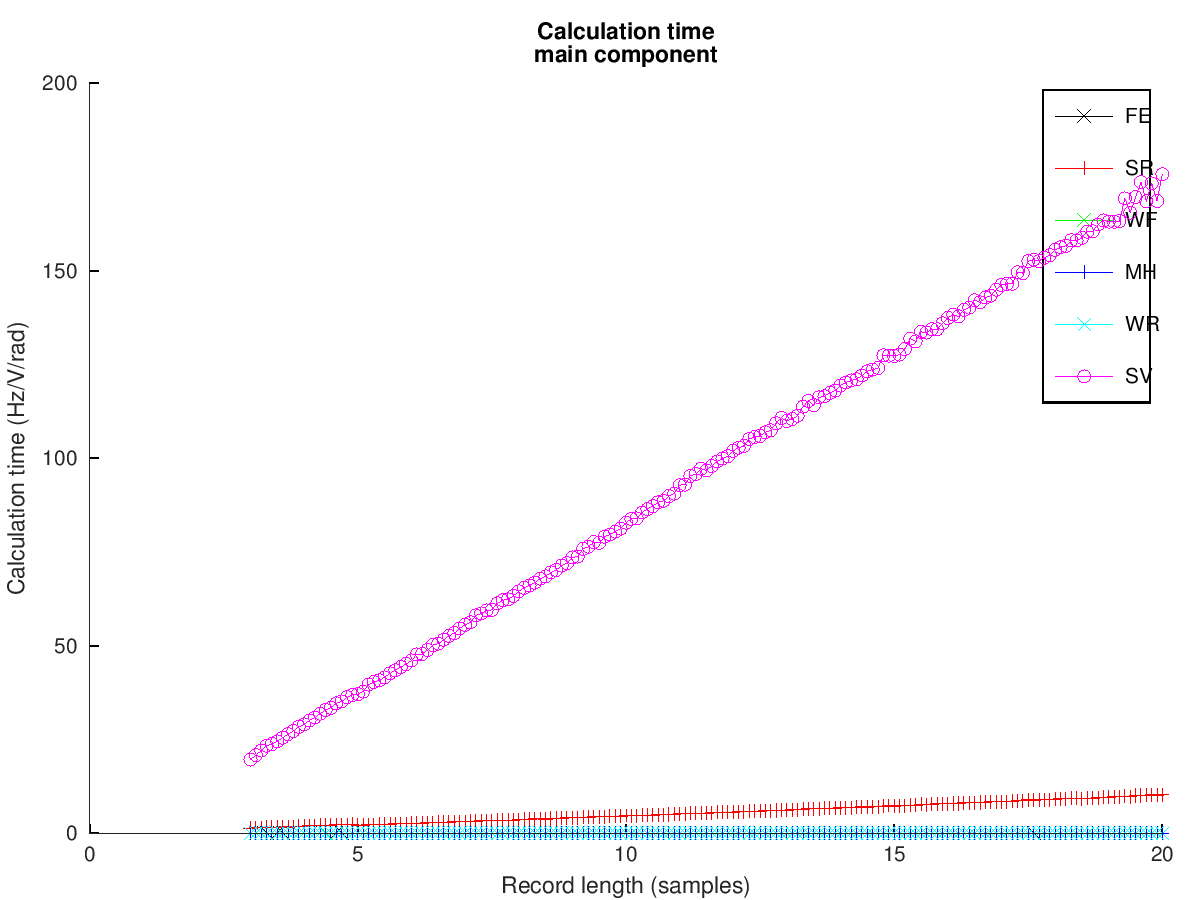 Calculation time
main component
200
150
100
50
0
0
5
10
15
20
Calculation time (Hz/V/rad)
Record length (samples)
FE
SR
WF
MH
WR
SV